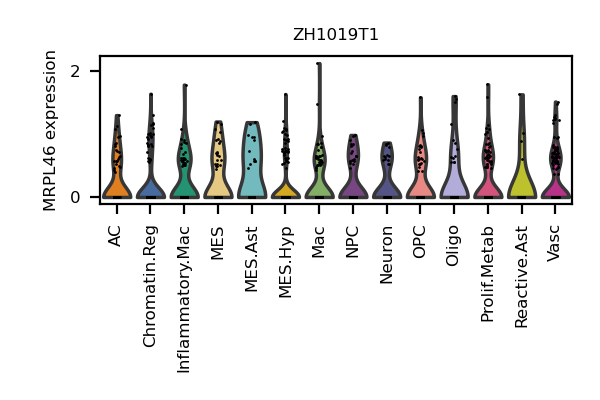 ZH1019T1
MRPL46 expression
2
0
AC
Chromatin.Reg
Inflammatory.Mac
MES
MES.Ast
MES.Hyp
Mac
NPC
Neuron
OPC
Oligo
Prolif.Metab
Reactive.Ast
Vasc